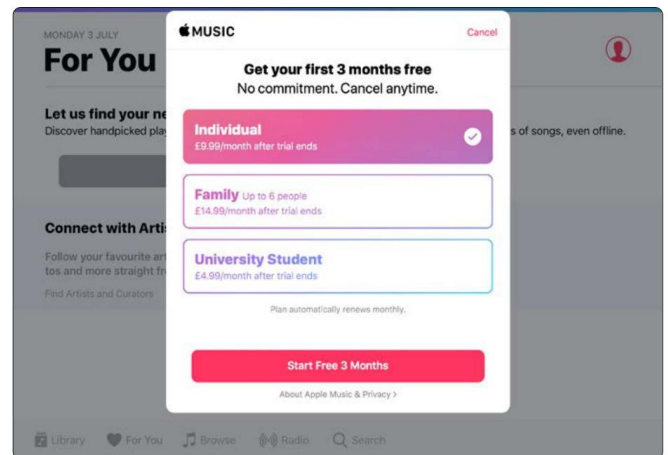 MONDAY 3 JULY
For You
Let us find your ne
Discover handpicked play
s of songs, even offline.
Connect with Arti
Follow your favourite art
tos and more straight fr
Find Artists and Curators
MUSIC
Cancel
Get your first 3 months free
No commitment. Cancel anytime.
Individual
£9.99/month after trial ends
Family Up to 6 people
£14.99/month after trial ends
University Student
£4.99/month after trial ends
Plan automatically renews monthly.
Start Free 3 Months
About Apple Music & Privacy >
Library For You Browse Radio Search